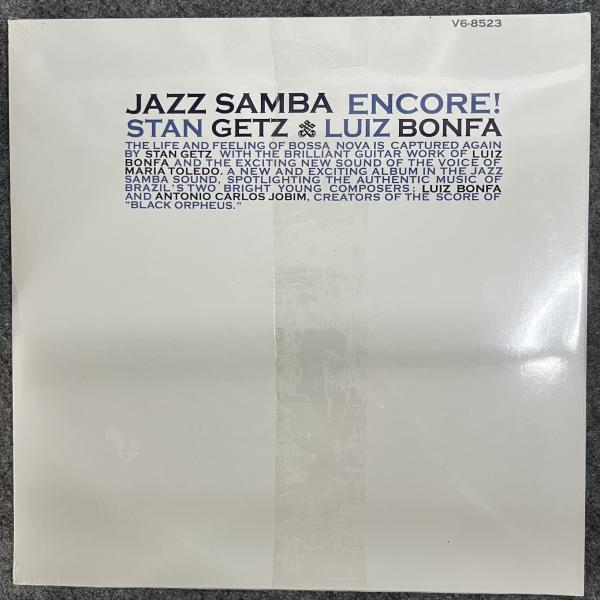 V6-8523
JAZZ SAMBA ENCORE!
STAN GETZ & LUIZ BONFA
THE LIFE AND FEELING OF BOSSA NOVA IS CAPTURED AGAIN
BY STAN GETZ WITH THE BRILLIANT GUITAR WORK OF LUIZ
BONFA AND THE EXCITING NEW SOUND OF THE VOICE OF
MARIA TOLEDO. A NEW AND EXCITING ALBUM IN THE JAZZ
SAMBA SOUND, SPOTLIGHTING THE AUTHENTIC MUSIC OF
BRAZIL'S TWO BRIGHT YOUNG COMPOSERS: LUIZ BONFA
AND ANTONIO CARLOS JOBIM, CREATORS OF THE SCORE OF
"BLACK ORPHEUS."